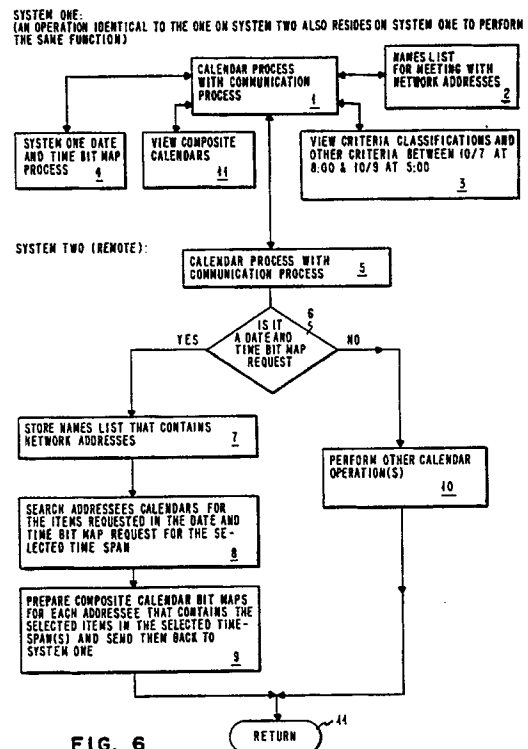 SYSTEM ONE:
(AN OPERATION IDENTICAL TO THE ONE ON SYSTEM TWO ALSO RESIDES ON SYSTEM ONE TO PERFORM
THE SAME FUNCTION)
CALENDAR PROCESS
WITH COMMUNICATION
PROCESS
1
NAMES LIST
FOR MEETING WITH
NETWORK ADDRESSES
2
SYSTEM ONE DATE
AND TIME BIT MAP
PROCESS
4
VIEW COMPOSITE
CALENDARS
11
VIEW CRITERIA CLASSIFICATIONS AND
OTHER CRITERIA BETWEEN 10/7 AT
8:00 & 10/9 AT 5:00
3
SYSTEM TWO (REMOTE):
CALENDAR PROCESS WITH
COMMUNICATION PROCESS
5
6
IS IT
A DATE AND
TIME BIT MAP
REQUEST
YES
NO
STORE NAMES LIST THAT CONTAINS
NETWORK ADDRESSES
7
PERFORM OTHER CALENDAR
OPERATION(S)
10
SEARCH ADDRESSEES CALENDARS FOR
THE ITEMS REQUESTED IN THE DATE AND
TIME BIT MAP REQUEST FOR THE SE-
LECTED TIME SPAN
8
PREPARE COMPOSITE CALENDAR BIT MAPS
FOR EACH ADDRESSEE THAT CONTAINS THE
SELECTED ITEMS IN THE SELECTED TIME-
SPAN(S) AND SEND THEM BACK TO
SYSTEM ONE
9
RETURN
11
FIG. 6